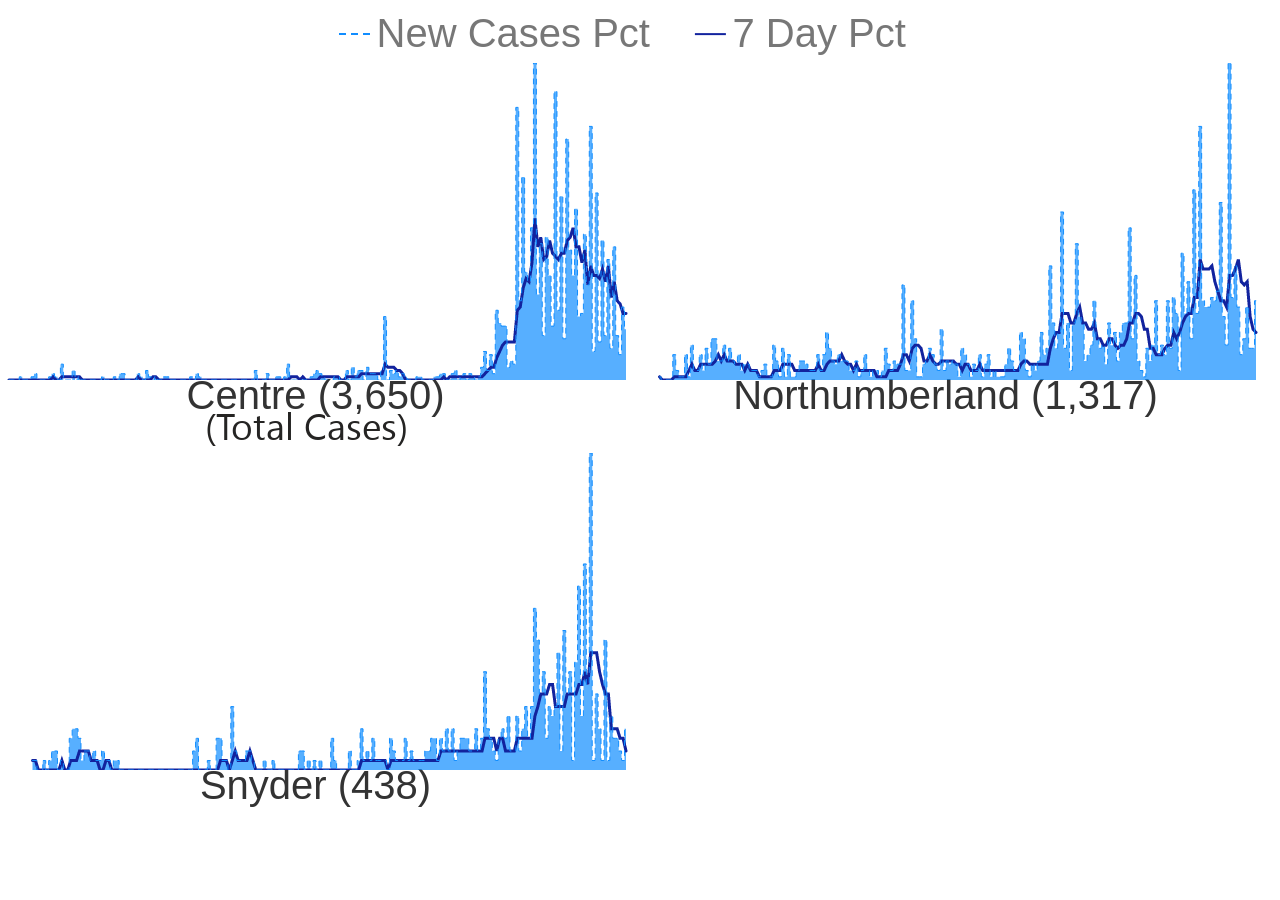 New Cases Pct 7 Day Pct
Centre (3,650) Northumberland (1,317)
(Total Cases)
Snyder (438)